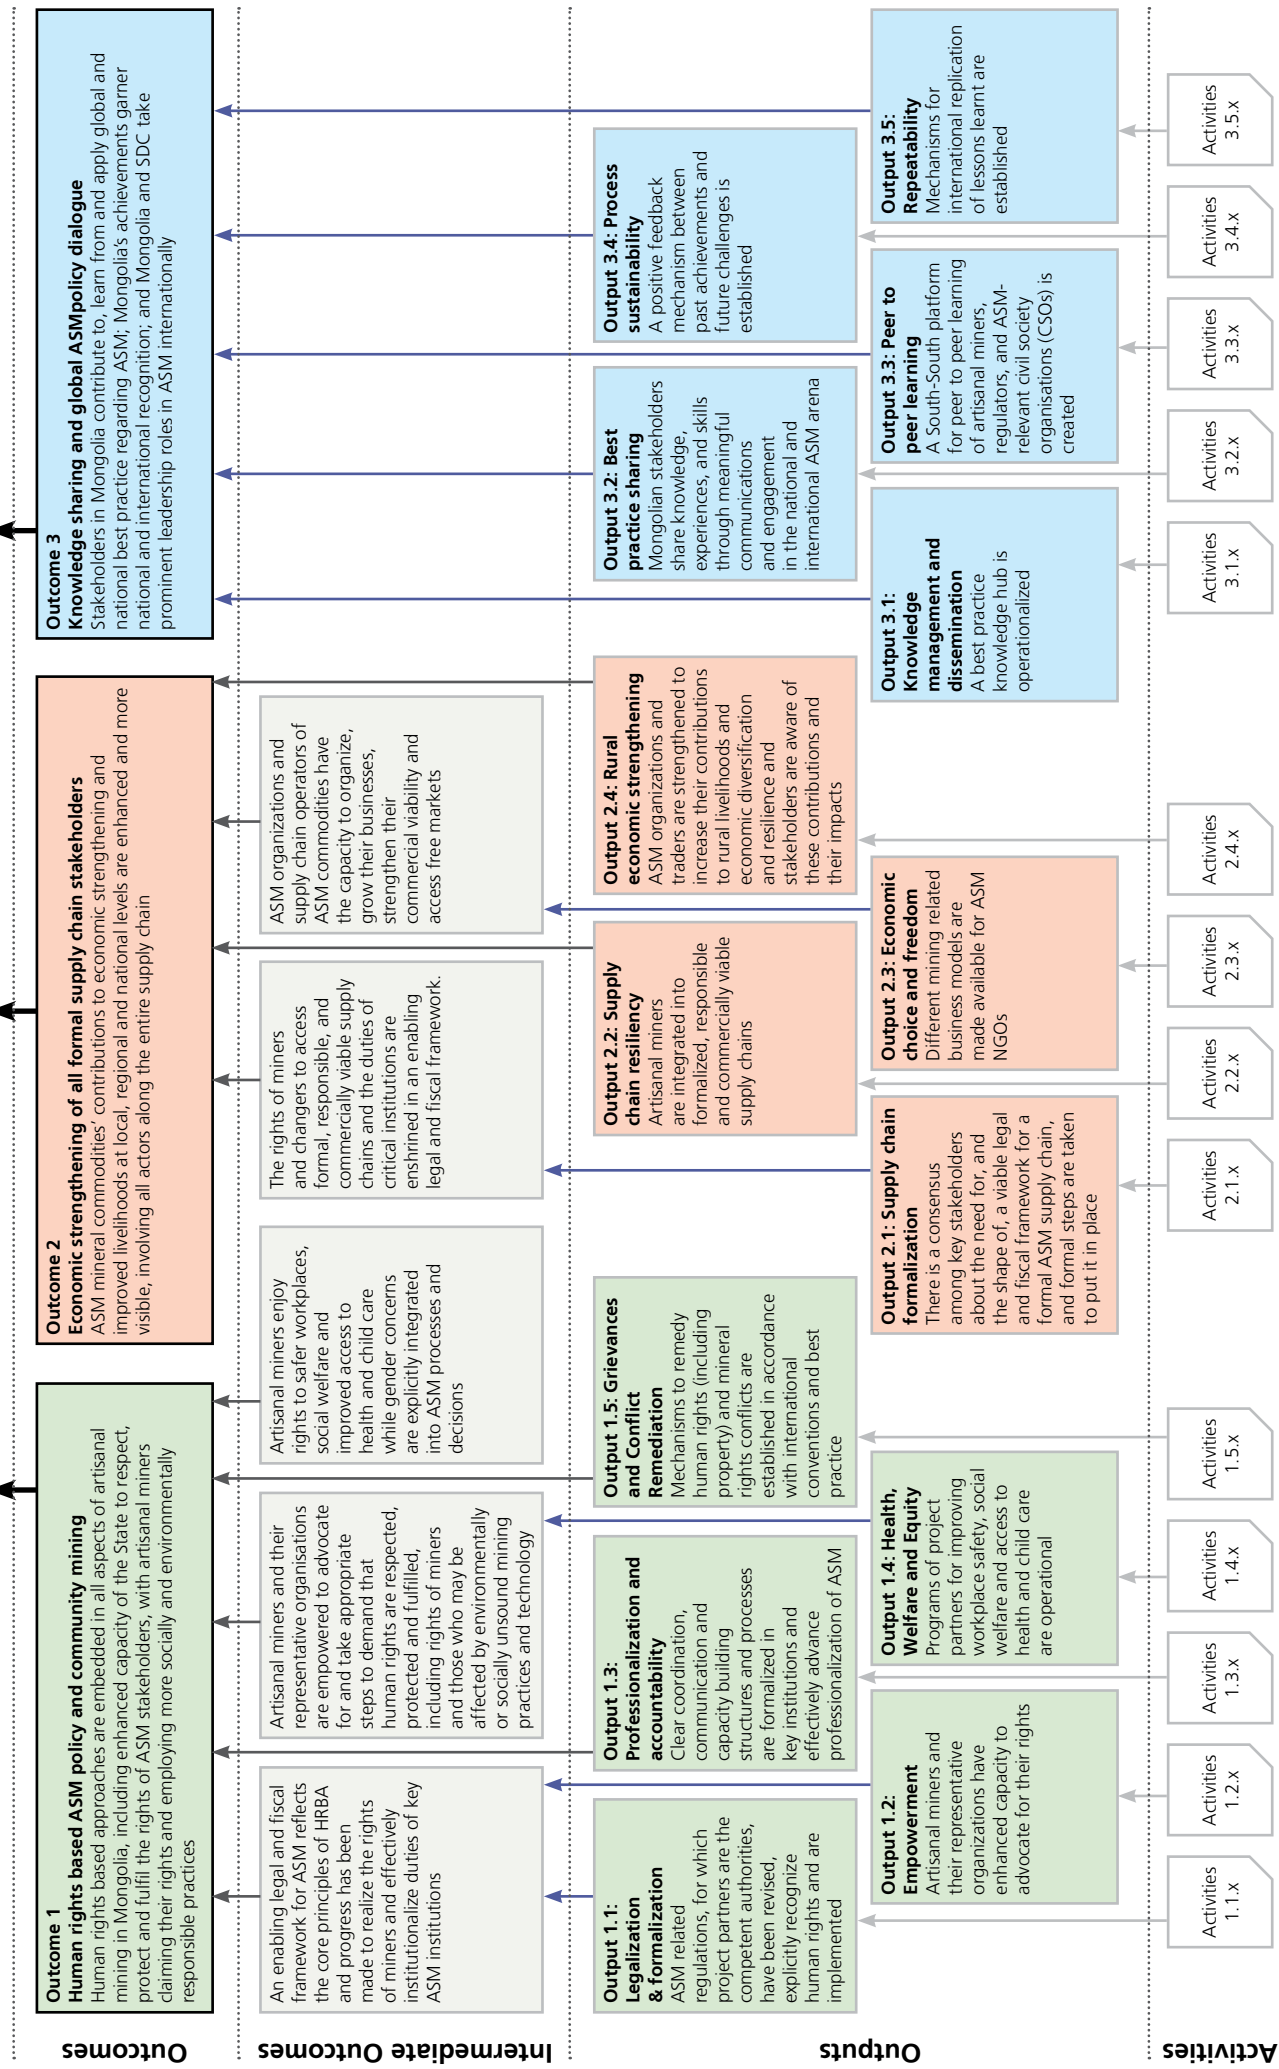 Outcomes
Outcome 1
Human rights based ASM policy and community mining
Human rights based approaches are embedded in all aspects of artisanal
mining in Mongolia, including enhanced capacity of the State to respect,
protect and fulfil the rights of ASM stakeholders, with artisanal miners
claiming their rights and employing more socially and environmentally
responsible practices
Outcome 2
Economic strengthening of all formal supply chain stakeholders
ASM mineral commodities' contributions to economic strengthening and
improved livelihoods at local, regional and national levels are enhanced and more
visible, involving all actors along the entire supply chain
Outcome 3
Knowledge sharing and global ASMpolicy dialogue
Stakeholders in Mongolia contribute to, learn from and apply global and
national best practice regarding ASM; Mongolia's achievements garner
national and international recognition; and Mongolia and SDC take
prominent leadership roles in ASM internationally
Intermediate Outcomes
An enabling legal and fiscal
framework for ASM reflects
the core principles of HRBA
and progress has been
made to realize the rights
of miners and effectively
institutionalize duties of key
ASM institutions
Artisanal miners and their
representative organisations
are empowered to advocate
for and take appropriate
steps to demand that
human rights are respected,
protected and fulfilled,
including rights of miners
and those who may be
affected by environmentally
or socially unsound mining
practices and technology
Artisanal miners enjoy
rights to safer workplaces,
social welfare and
improved access to
health and child care
while gender concerns
are explicitly integrated
into ASM processes and
decisions
The rights of miners
and changers to access
formal, responsible, and
commercially viable supply
chains and the duties of
critical institutions are
enshrined in an enabling
legal and fiscal framework.
ASM organizations and
supply chain operators of
ASM commodities have
the capacity to organize,
grow their businesses,
strengthen their
commercial viability and
access free markets
Outputs
Output 1.1:
Legalization
& formalization
ASM related
regulations, for which
project partners are the
competent authorities,
have been revised,
explicitly recognize
human rights and are
implemented
Output 1.3:
Professionalization and
accountability
Clear coordination,
communication and
capacity building
structures and processes
are formalized in
key institutions and
effectively advance
professionalization of ASM
Output 1.5: Grievances
and Conflict
Remediation
Mechanisms to remedy
human rights (including
property) and mineral
rights conflicts are
established in accordance
with international
conventions and best
practice
Output 2.2: Supply
chain resiliency
Artisanal miners
are integrated into
formalized, responsible
and commercially viable
supply chains
Output 2.4: Rural
economic strengthening
ASM organizations and
traders are strengthened to
increase their contributions
to rural livelihoods and
economic diversification
and resilience and
stakeholders are aware of
these contributions and
their impacts
Output 3.2: Best
practice sharing
Mongolian stakeholders
share knowledge,
experiences, and skills
through meaningful
communications
and engagement
in the national and
international ASM arena
Output 3.4: Process
sustainability
A positive feedback
mechanism between
past achievements and
future challenges is
established
Output 1.2:
Empowerment
Artisanal miners and
their representative
organizations have
enhanced capacity to
advocate for their rights
Output 1.4: Health,
Welfare and Equity
Programs of project
partners for improving
workplace safety, social
welfare and access to
health and child care
are operational
Output 2.1: Supply chain
formalization
There is a consensus
among key stakeholders
about the need for, and
the shape of, a viable legal
and fiscal framework for a
formal ASM supply chain,
and formal steps are taken
to put it in place
Output 2.3: Economic
choice and freedom
Different mining related
business models are
made available for ASM
NGOs
Output 3.1:
Knowledge
management and
dissemination
A best practice
knowledge hub is
operationalized
Output 3.3: Peer to
peer learning
A South-South platform
for peer to peer learning
of artisanal miners,
regulators, and ASM-
relevant civil society
organisations (CSOs) is
created
Output 3.5:
Repeatability
Mechanisms for
international replication
of lessons learnt are
established
Activities
Activities
1.1.x
Activities
1.2.x
Activities
1.3.x
Activities
1.4.x
Activities
1.5.x
Activities
2.1.x
Activities
2.2.x
Activities
2.3.x
Activities
2.4.x
Activities
3.1.x
Activities
3.2.x
Activities
3.3.x
Activities
3.4.x
Activities
3.5.x